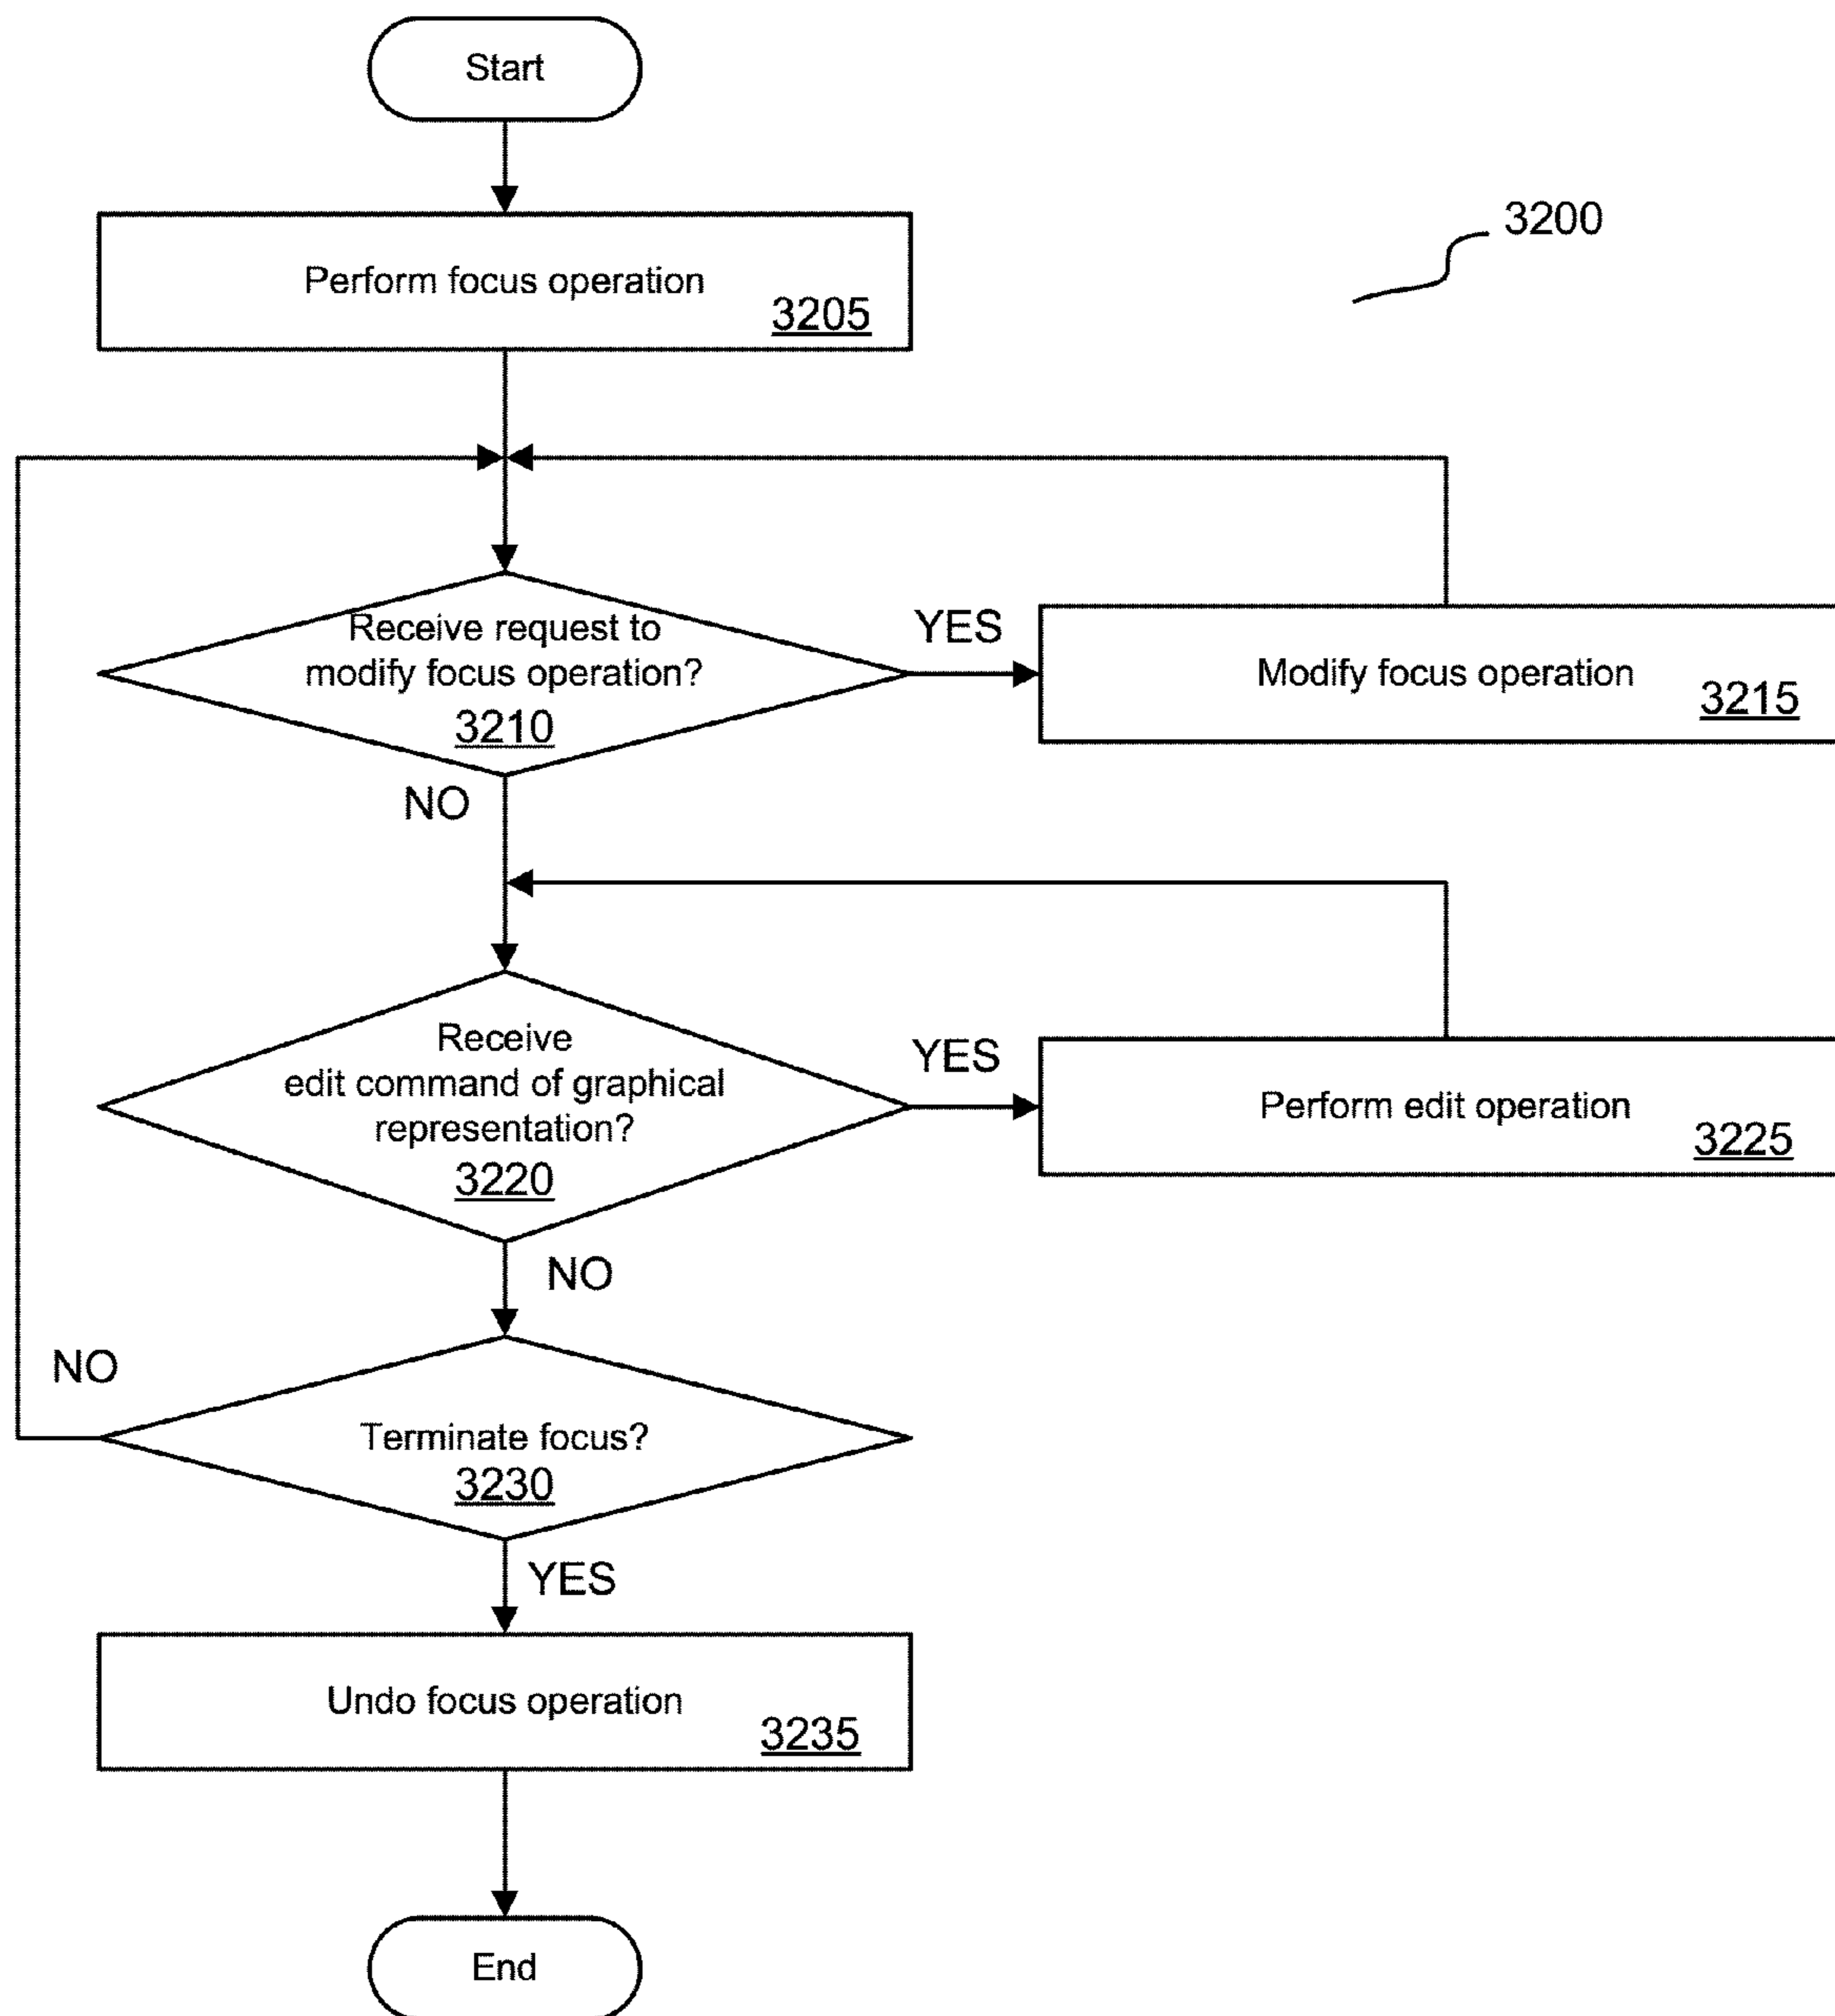 Start
3200
Perform focus operation
3205
Receive request to
modify focus operation?
3210
YES
Modify focus operation
3215
NO
Receive
edit command of graphical
representation?
3220
YES
Perform edit operation
3225
NO
NO
Terminate focus?
3230
YES
Undo focus operation
3235
End